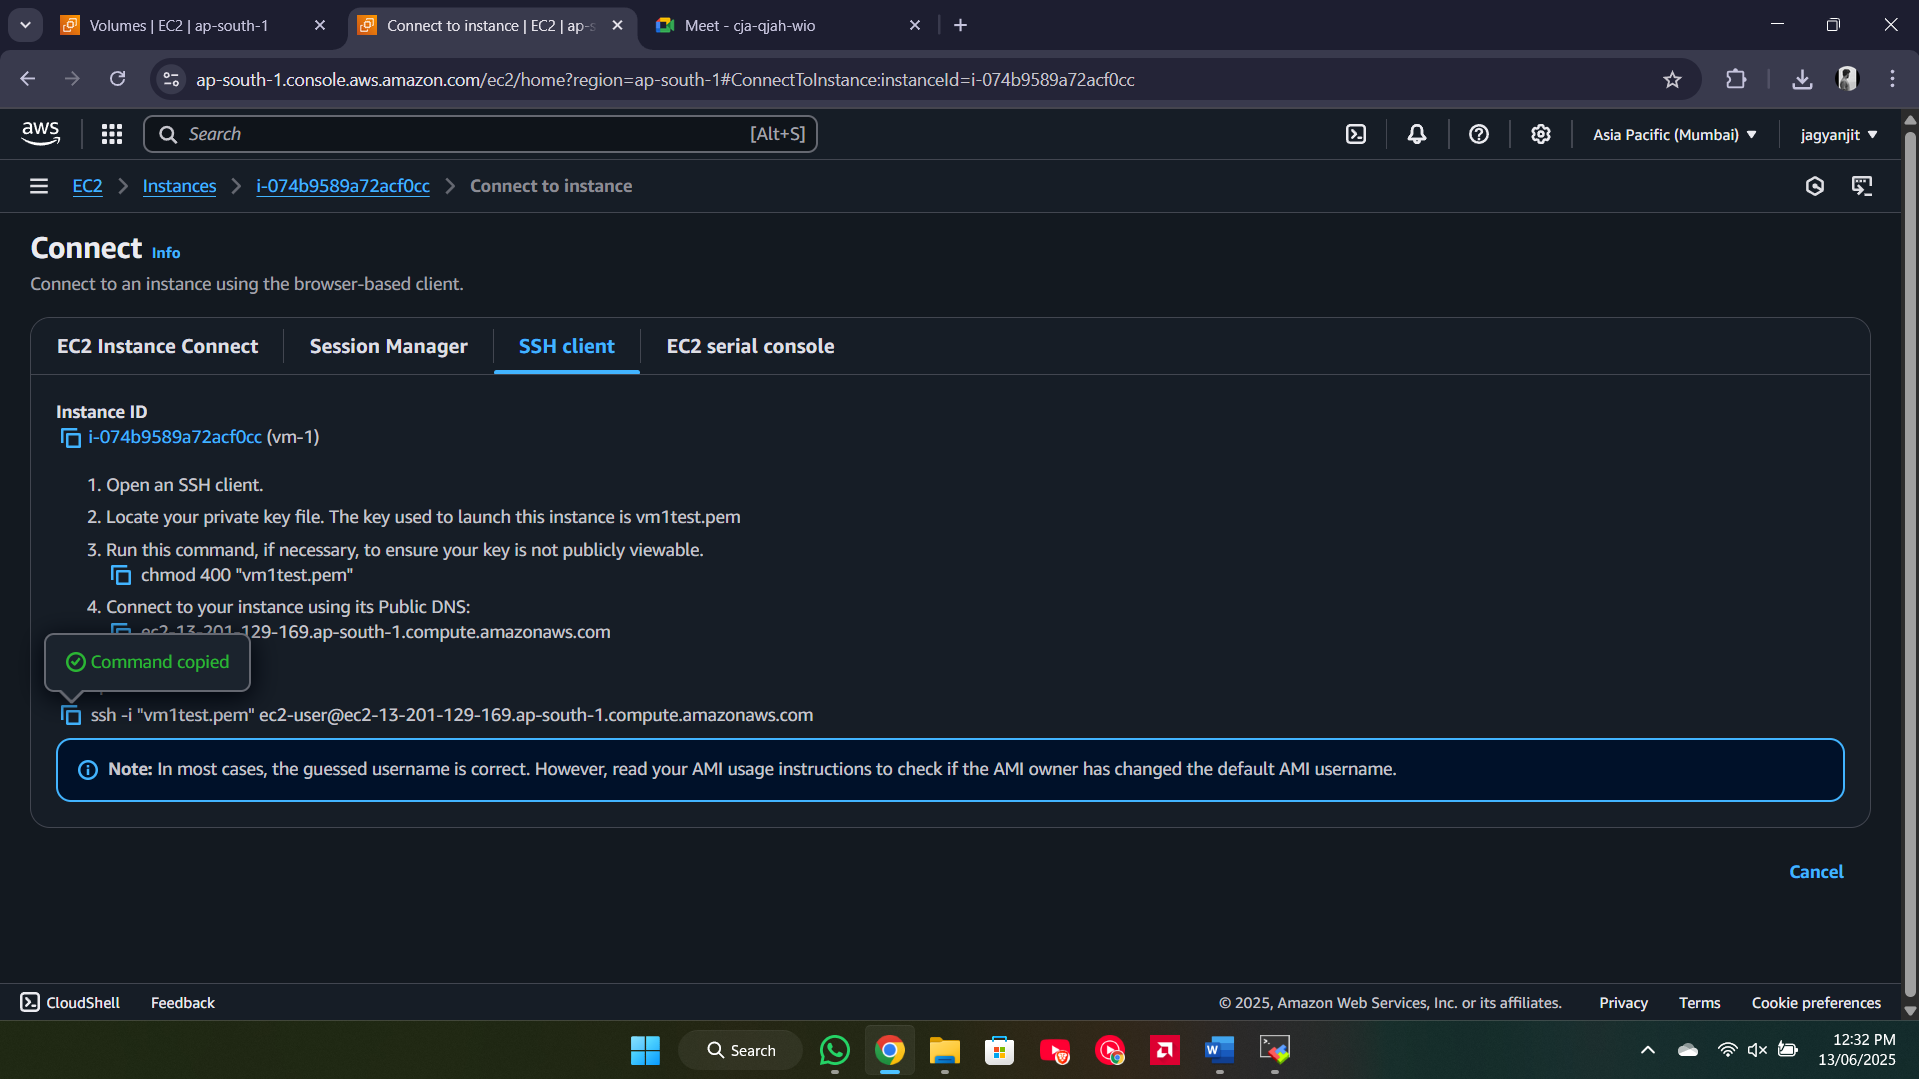 Volumes | EC2 | ap-south-1
Connect to instance | EC2 | ap-s
Meet - cja-qjah-wio
ap-south-1.console.aws.amazon.com/ec2/home?region=ap-south-1#ConnectToInstance:instanceId=i-074b9589a72acf0cc
aws
Search
[Alt+S]
Asia Pacific (Mumbai)
jagyanjit
EC2
Instances
i-074b9589a72acf0cc
Connect to instance
Connect Info
Connect to an instance using the browser-based client.
EC2 Instance Connect
Session Manager
SSH client
EC2 serial console
Instance ID
i-074b9589a72acf0cc (vm-1)
1. Open an SSH client.
2. Locate your private key file. The key used to launch this instance is vm1test.pem
3. Run this command, if necessary, to ensure your key is not publicly viewable.
chmod 400 "vm1test.pem"
4. Connect to your instance using its Public DNS:
ec2-13-201-129-169.ap-south-1.compute.amazonaws.com
Command copied
ssh -i "vm1test.pem" ec2-user@ec2-13-201-129-169.ap-south-1.compute.amazonaws.com
Note: In most cases, the guessed username is correct. However, read your AMI usage instructions to check if the AMI owner has changed the default AMI username.
Cancel
CloudShell
Feedback
© 2025, Amazon Web Services, Inc. or its affiliates.
Privacy
Terms
Cookie preferences
Search
12:32 PM
13/06/2025